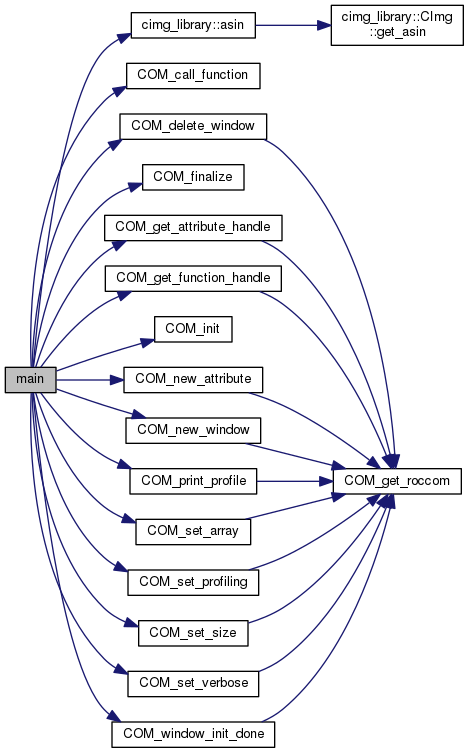 cimg_library::asin
cimg_library::CImg
::get_asin
COM_call_function
COM_delete_window
COM_finalize
COM_get_attribute_handle
COM_get_function_handle
COM_init
main
COM_new_attribute
COM_new_window
COM_print_profile
COM_get_roccom
COM_set_array
COM_set_profiling
COM_set_size
COM_set_verbose
COM_window_init_done